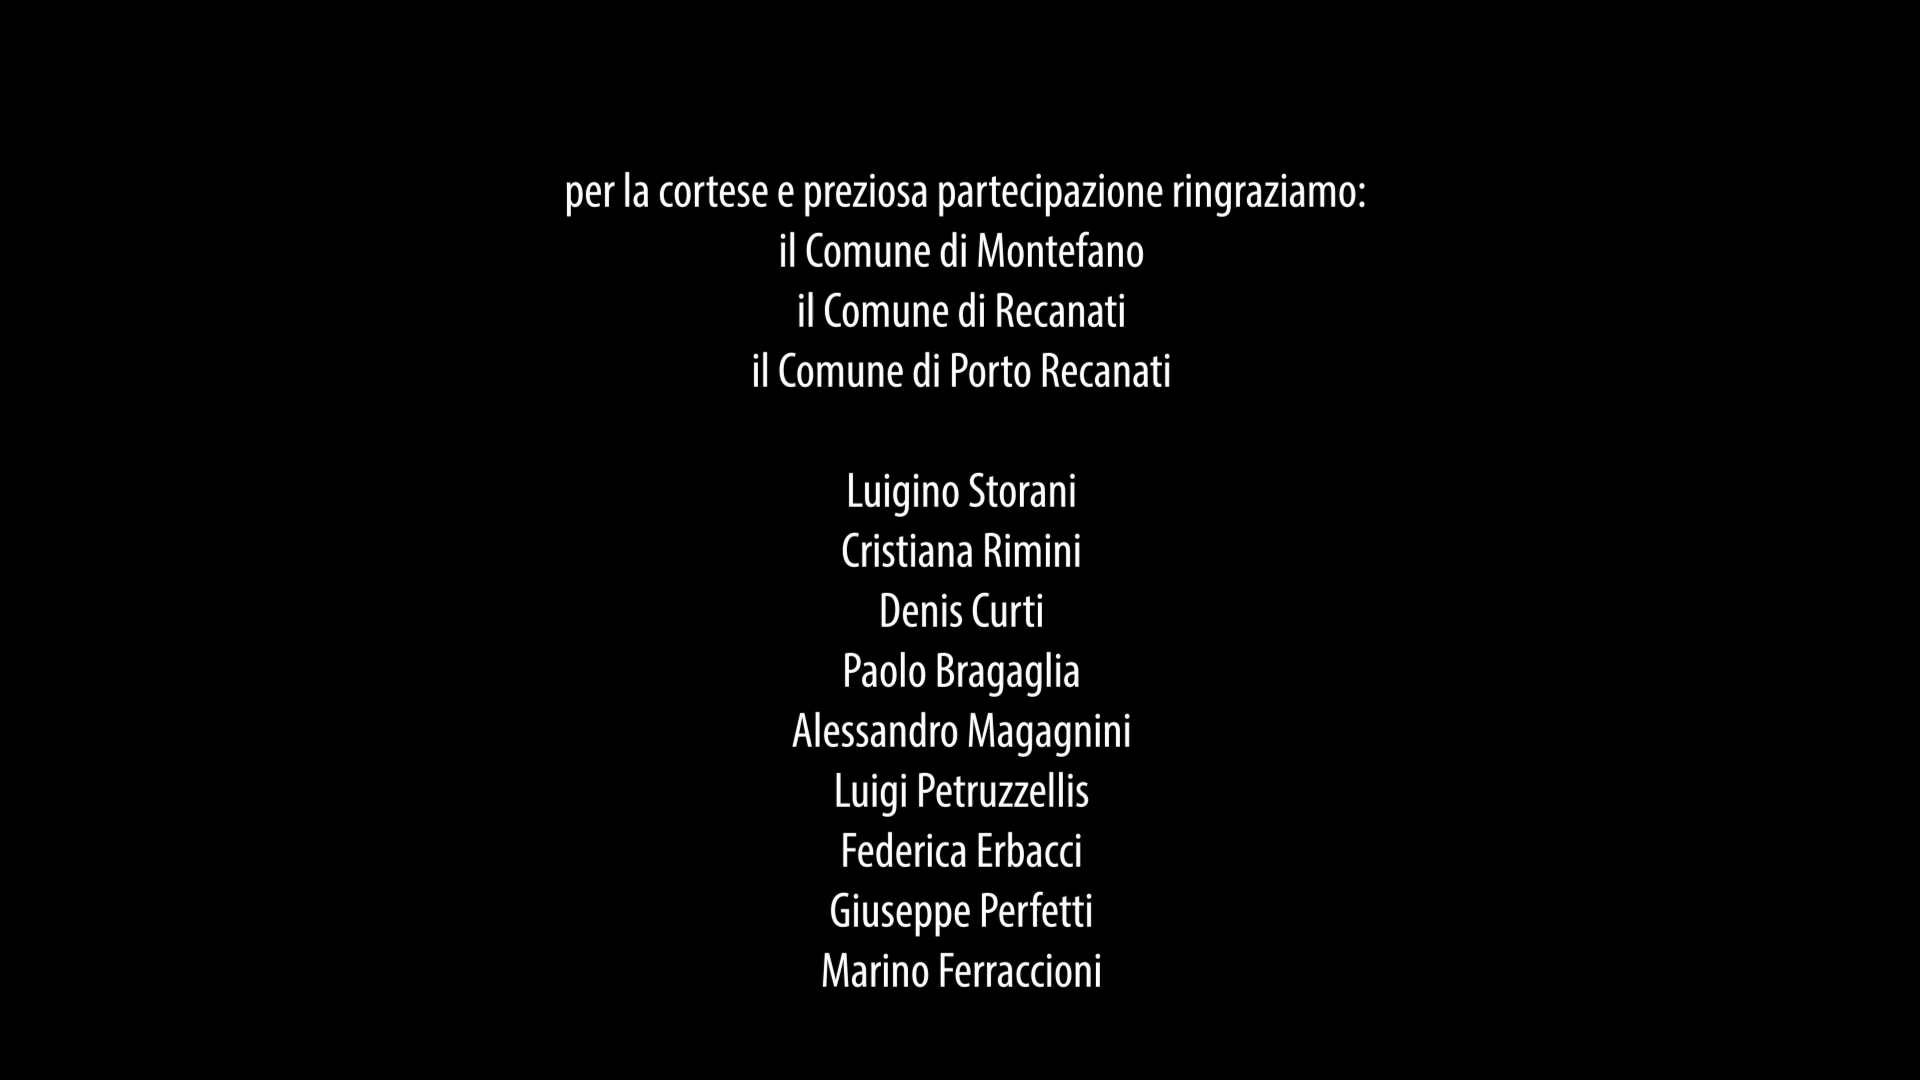 per la cortese e preziosa partecipazione ringraziamo:
il Comune di Montefano
il Comune di Recanati
il Comune di Porto Recanati
Luigino Storani
Cristiana Rimini
Denis Curti
Paolo Bragaglia
Alessandro Magagnini
Luigi Petruzzellis
Federica Erbacci
Giuseppe Perfetti
Marino Ferraccioni